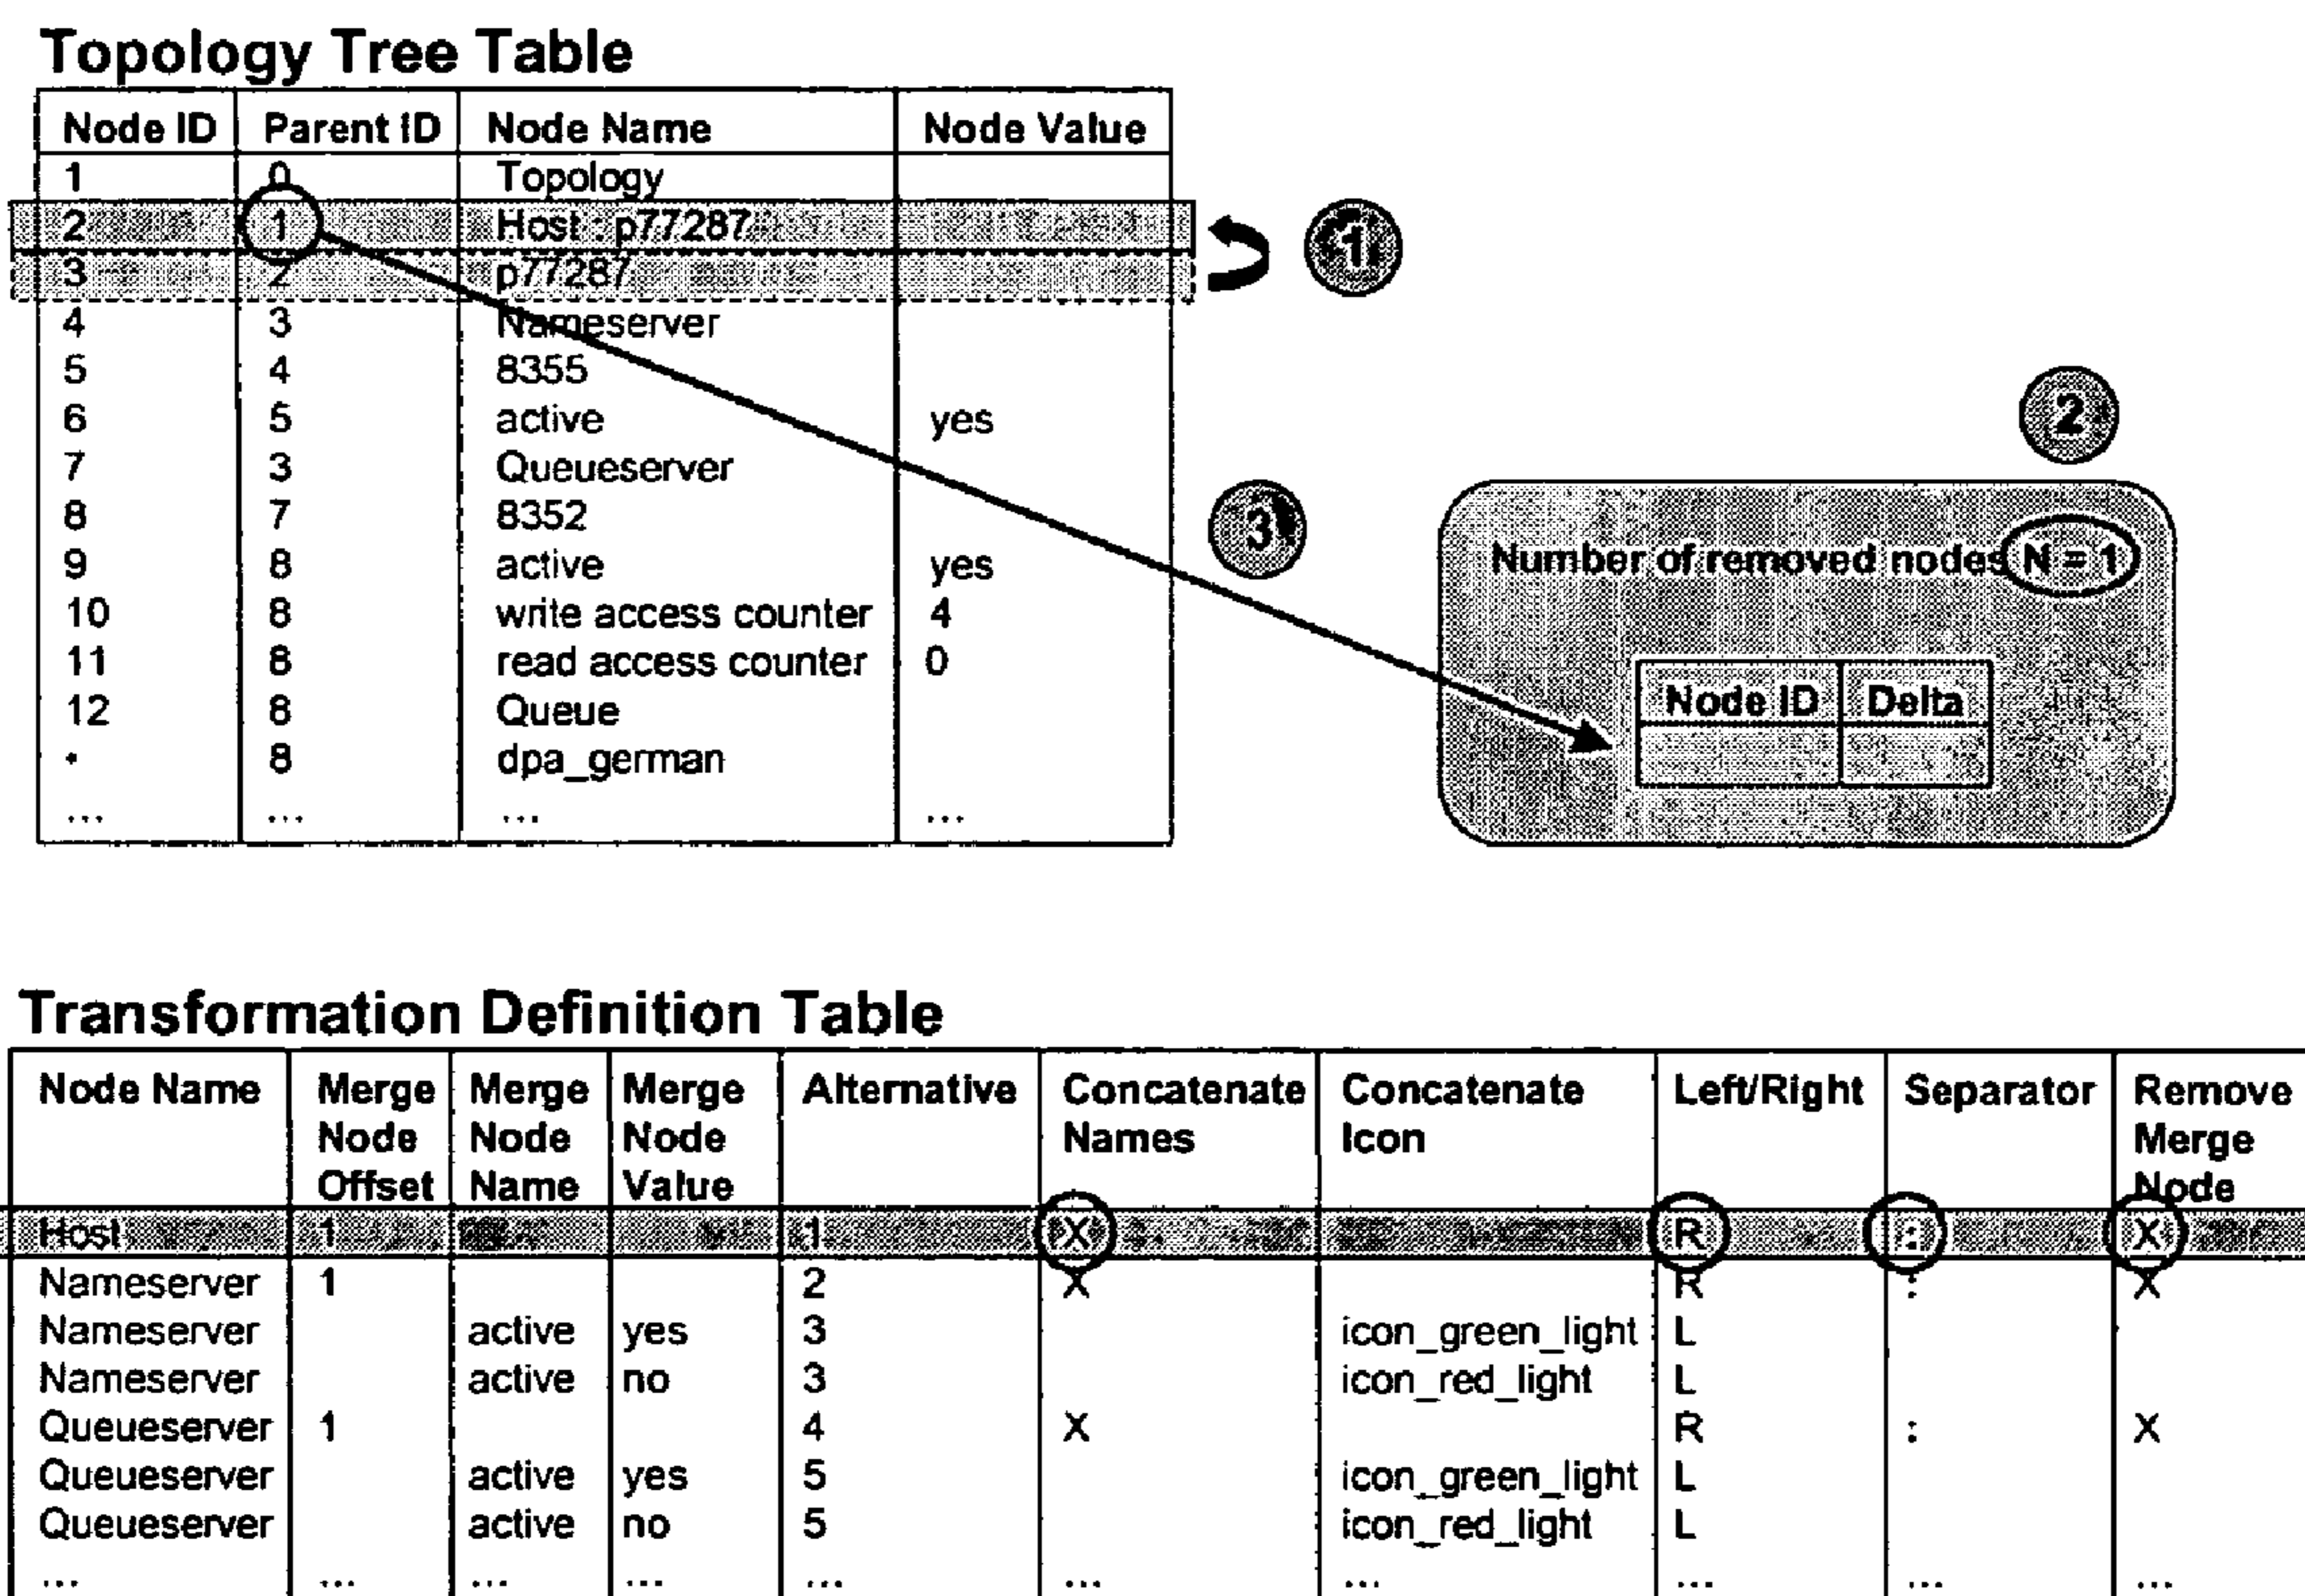 Topology Tree Table
Node ID Parent ID Node Name Node Value
1 0 Topology
2 1 Host : p77287
3 2 p77287
4 3 Nameserver
5 4 8355
6 5 active yes
7 3 Queueserver
8 7 8352
9 8 active yes
10 8 write access counter 4
11 8 read access counter 0
12 8 Queue
• 8 dpa_german
... ... ... ...
1
2
3
Number of removed nodes N = 1
Node ID Delta
Transformation Definition Table
Node Name Merge Node Offset Merge Node Name Merge Node Value Alternative Concatenate Names Concatenate Icon Left/Right Separator Remove Merge Node
Host 1 1 X R : X
Nameserver 1 2 X R : X
Nameserver active yes 3 icon_green_light L
Nameserver active no 3 icon_red_light L
Queueserver 1 4 X R : X
Queueserver active yes 5 icon_green_light L
Queueserver active no 5 icon_red_light L
... ... ... ... ... ... ... ... ... ...